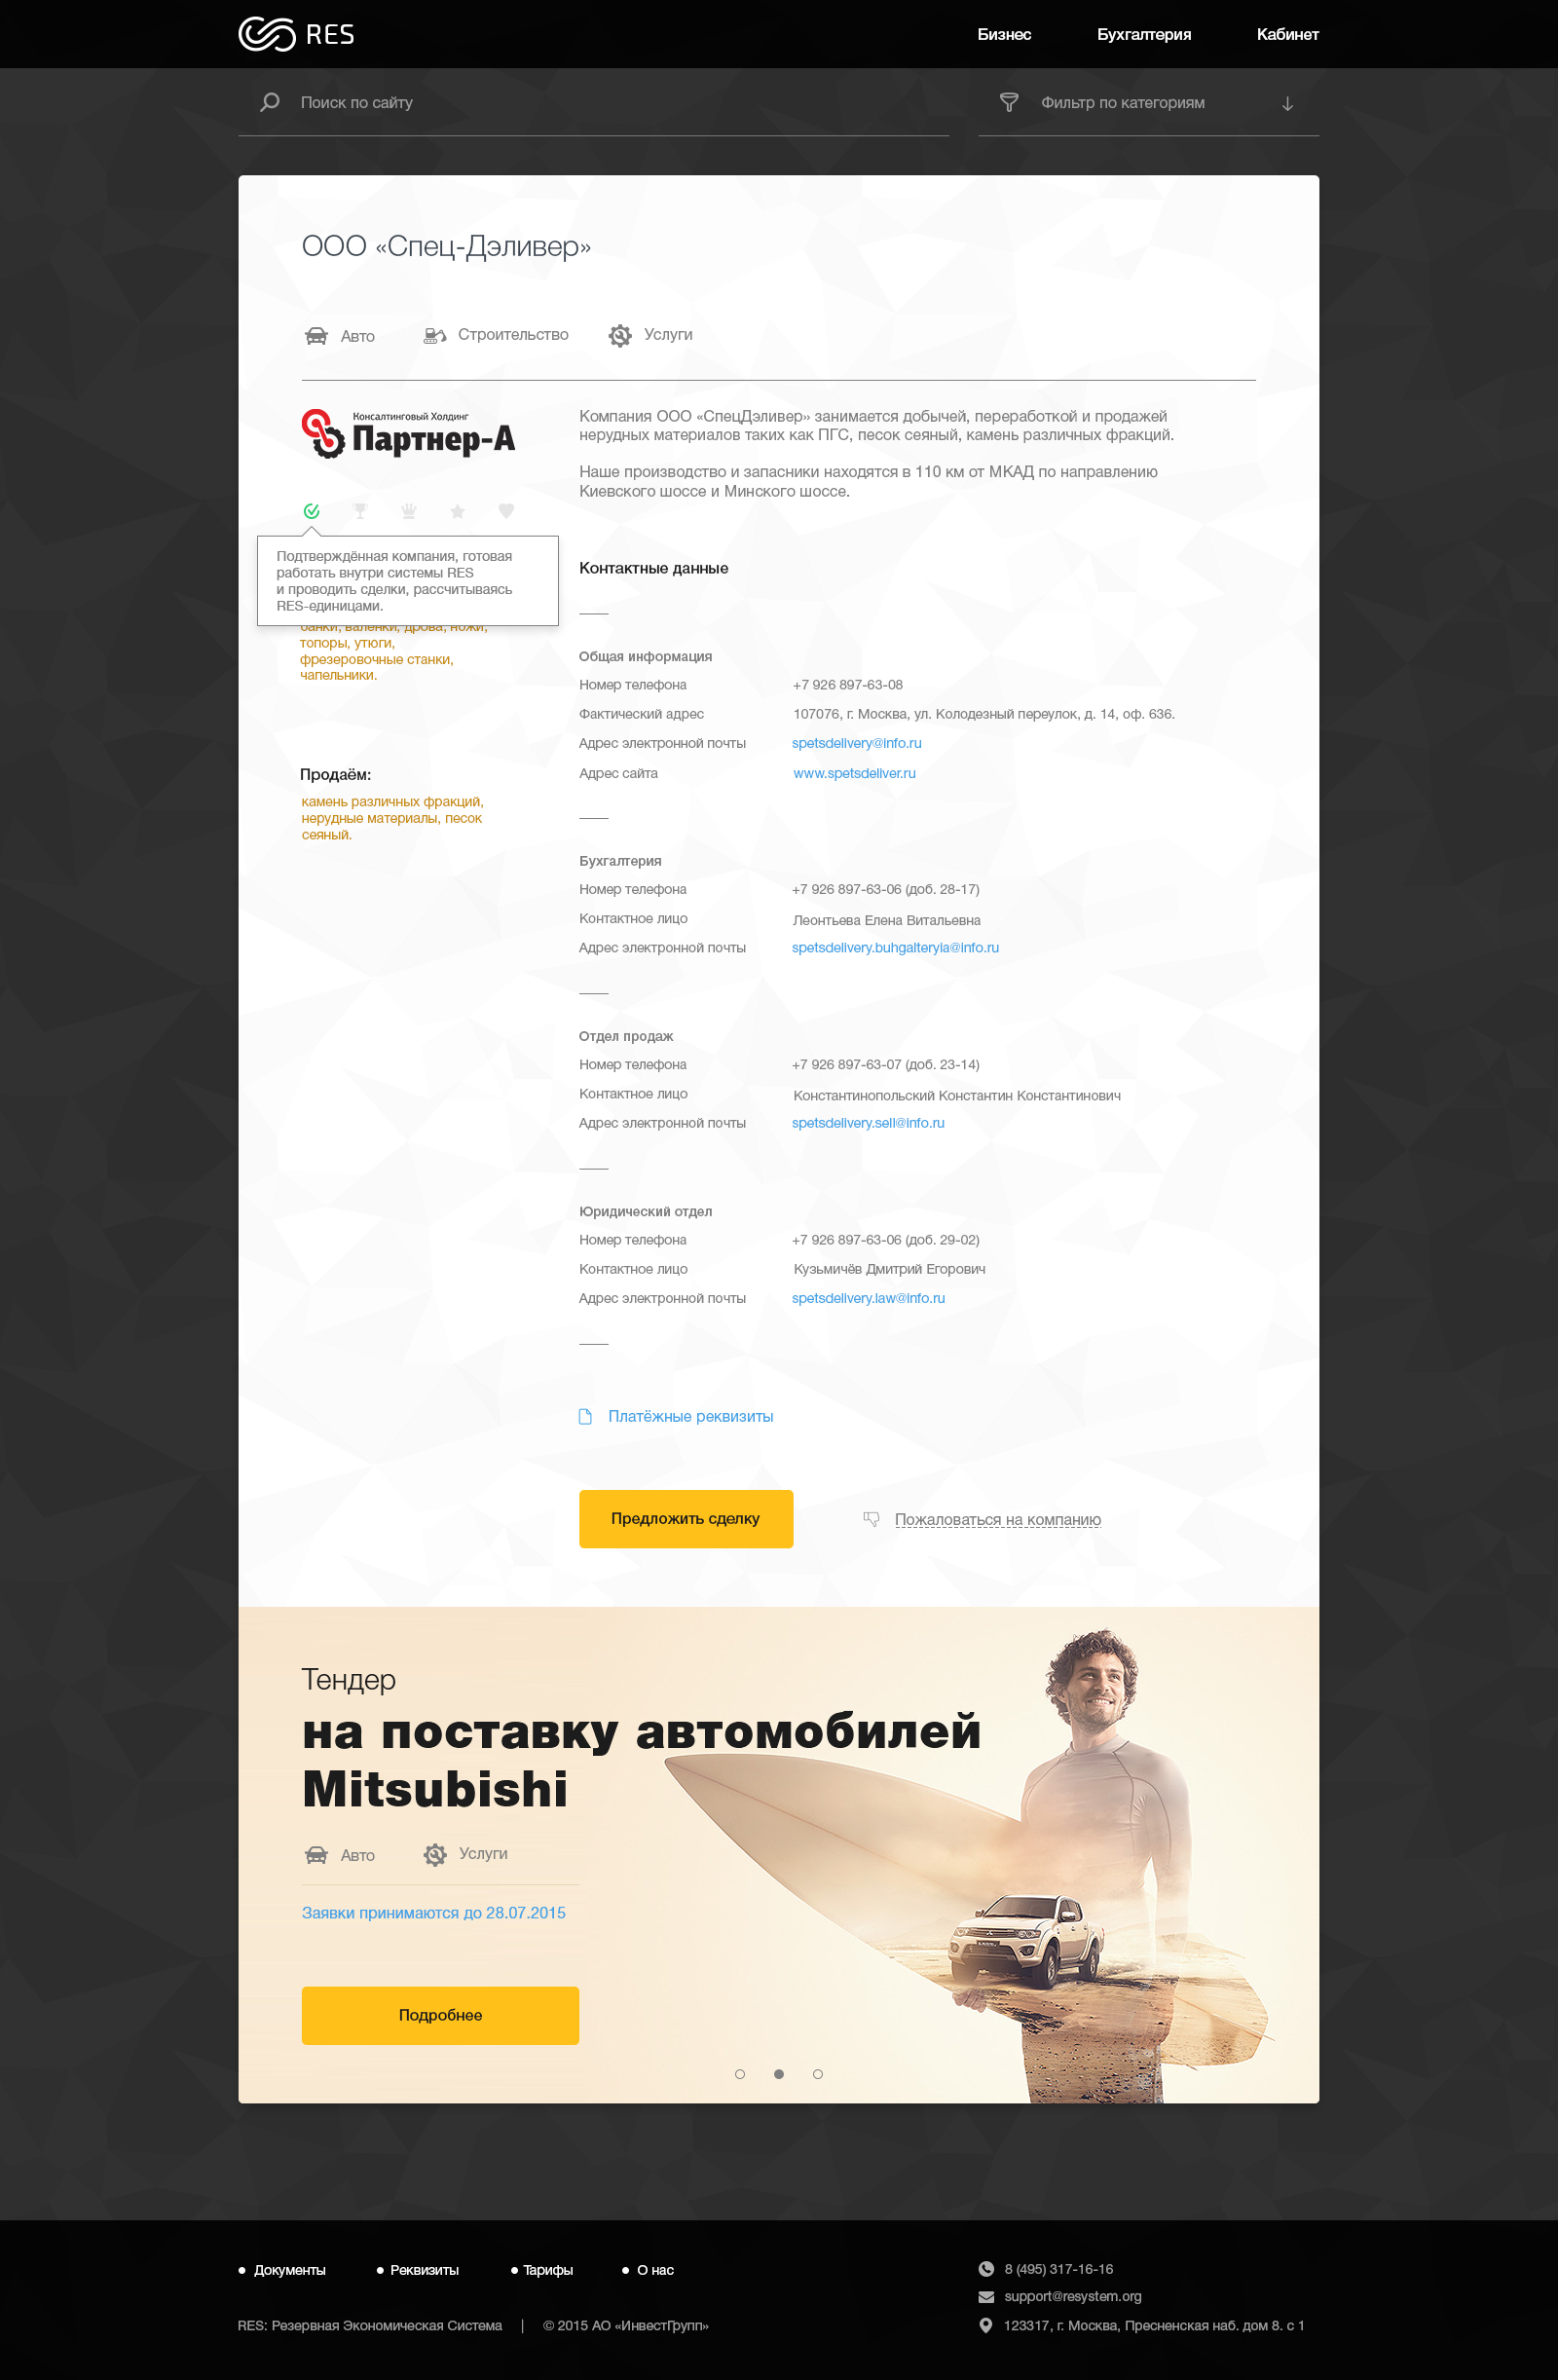 RES
Бизнес
Бухгалтерия
Кабинет
Поиск по сайту
Фильтр по категориям
ООО «Спец-Дэливер»
Авто
Строительство
Услуги
Консалтинговый Холдинг
Партнер-А
Подтверждённая компания, готовая
работать внутри системы RES
и проводить сделки, рассчитываясь
RES-единицами.
банки, валенки, дрова, ножи,
топоры, утюги,
фрезеровочные станки,
чапельники.
Продаём:
камень различных фракций,
нерудные материалы, песок
сеяный.
Компания ООО «СпецДэливер» занимается добычей, переработкой и продажей
нерудных материалов таких как ПГС, песок сеяный, камень различных фракций.
Наше производство и запасники находятся в 110 км от МКАД по направлению
Киевского шоссе и Минского шоссе.
Контактные данные
Общая информация
Номер телефона +7 926 897-63-08
Фактический адрес 107076, г. Москва, ул. Колодезный переулок, д. 14, оф. 636.
Адрес электронной почты spetsdelivery@info.ru
Адрес сайта www.spetsdeliver.ru
Бухгалтерия
Номер телефона +7 926 897-63-06 (доб. 28-17)
Контактное лицо Леонтьева Елена Витальевна
Адрес электронной почты spetsdelivery.buhgalteryia@info.ru
Отдел продаж
Номер телефона +7 926 897-63-07 (доб. 23-14)
Контактное лицо Константинопольский Константин Константинович
Адрес электронной почты spetsdelivery.sell@info.ru
Юридический отдел
Номер телефона +7 926 897-63-06 (доб. 29-02)
Контактное лицо Кузьмичёв Дмитрий Егорович
Адрес электронной почты spetsdelivery.law@info.ru
Платёжные реквизиты
Предложить сделку
Пожаловаться на компанию
Тендер
на поставку автомобилей
Mitsubishi
Авто
Услуги
Заявки принимаются до 28.07.2015
Подробнее
Документы
Реквизиты
Тарифы
О нас
RES: Резервная Экономическая Система | © 2015 АО «ИнвестГрупп»
8 (495) 317-16-16
support@resystem.org
123317, г. Москва, Пресненская наб. дом 8. с 1